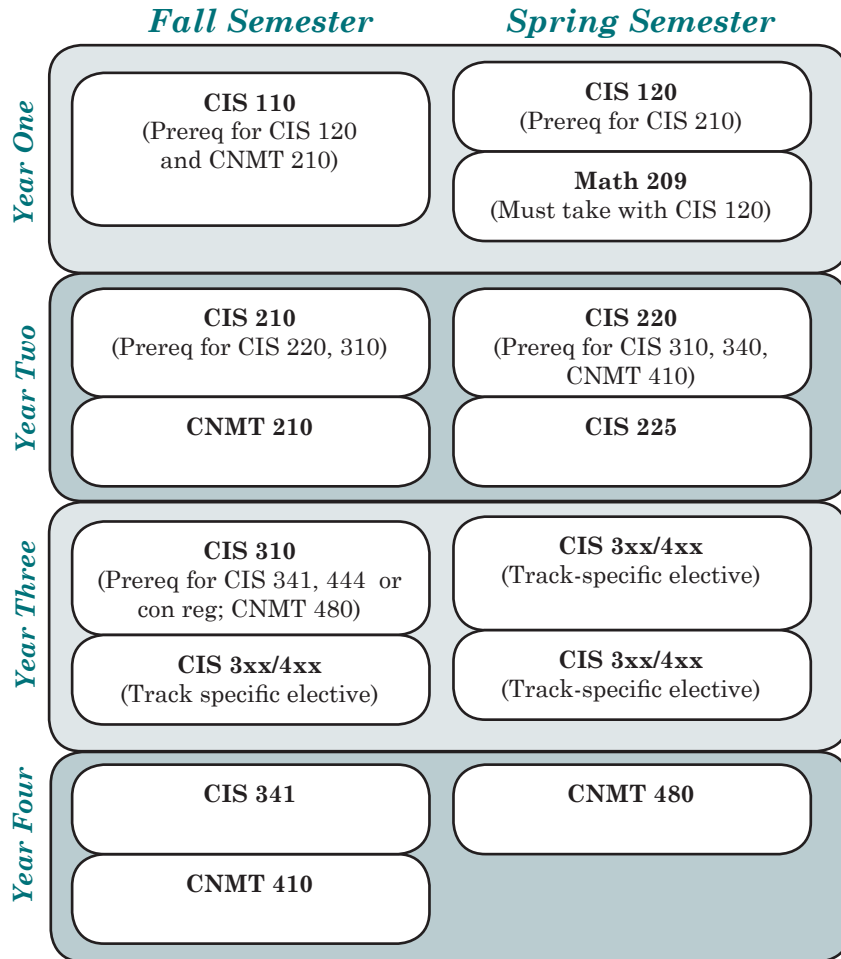 Fall Semester
Spring Semester
Year One
CIS 110
(Prereq for CIS 120
and CNMT 210)
CIS 120
(Prereq for CIS 210)
Math 209
(Must take with CIS 120)
Year Two
CIS 210
(Prereq for CIS 220, 310)
CNMT 210
CIS 220
(Prereq for CIS 310, 340,
CNMT 410)
CIS 225
Year Three
CIS 310
(Prereq for CIS 341, 444 or
con reg; CNMT 480)
CIS 3xx/4xx
(Track specific elective)
CIS 3xx/4xx
(Track-specific elective)
CIS 3xx/4xx
(Track-specific elective)
Year Four
CIS 341
CNMT 410
CNMT 480